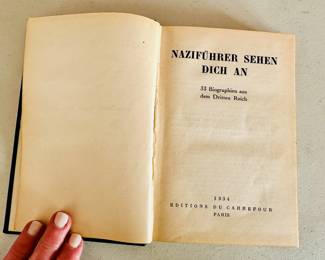 NAZIFÜHRER SEHEN
DICH AN
33 Biographien aus
dem Dritten Reich
1934
EDITIONS DU CARREFOUR
PARIS